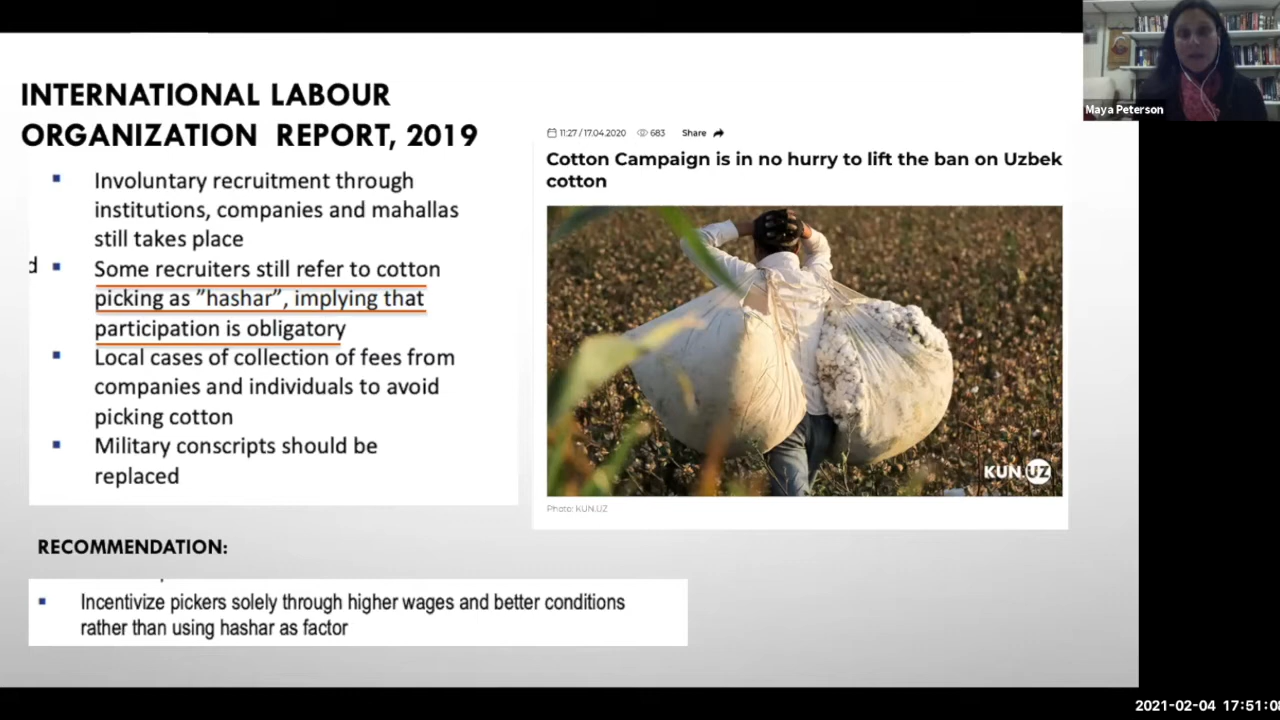 INTERNATIONAL LABOUR
ORGANIZATION REPORT, 2019
Involuntary recruitment through
institutions, companies and mahallas
still takes place
d
Some recruiters still refer to cotton
picking as ”hashar”, implying that
participation is obligatory
Local cases of collection of fees from
companies and individuals to avoid
picking cotton
Military conscripts should be
replaced
RECOMMENDATION:
Incentivize pickers solely through higher wages and better conditions
rather than using hashar as factor
11:27 / 17.04.2020 683 Share
Cotton Campaign is in no hurry to lift the ban on Uzbek
cotton
KUN.UZ
Photo: KUN.UZ
Maya Peterson
2021-02-04 17:51:0